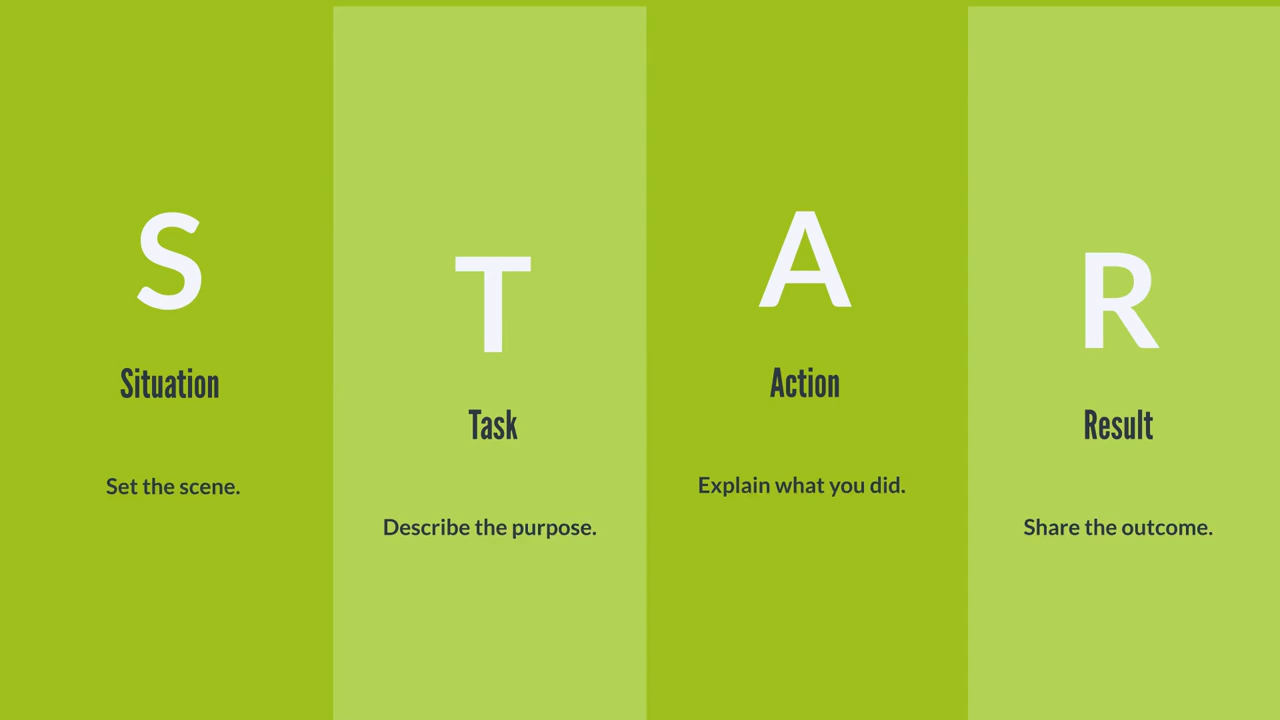 S
Situation
Set the scene.
T
Task
Describe the purpose.
A
Action
Explain what you did.
R
Result
Share the outcome.